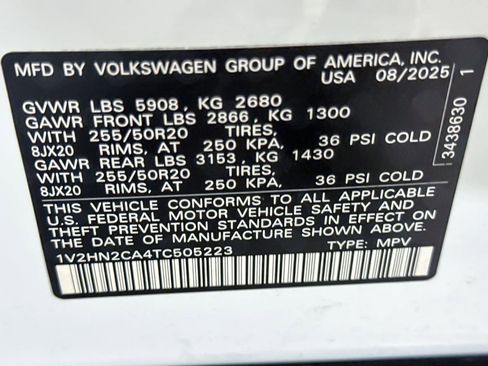 MFD BY VOLKSWAGEN GROUP OF AMERICA, INC.
USA 08/2025
GVWR LBS 5908, KG 2680
GAWR FRONT LBS 2866, KG 1300
WITH 255/50R20 TIRES,
8JX20 RIMS, AT 250 KPA, 36 PSI COLD
GAWR REAR LBS 3153, KG 1430
WITH 255/50R20 TIRES,
8JX20 RIMS, AT 250 KPA, 36 PSI COLD
THIS VEHICLE CONFORMS TO ALL APPLICABLE
U.S. FEDERAL MOTOR VEHICLE SAFETY AND
THEFT PREVENTION STANDARDS IN EFFECT ON
THE DATE OF MANUFACTURE SHOWN ABOVE.
1V2HN2CA4TC505223 TYPE: MPV
3438630 1